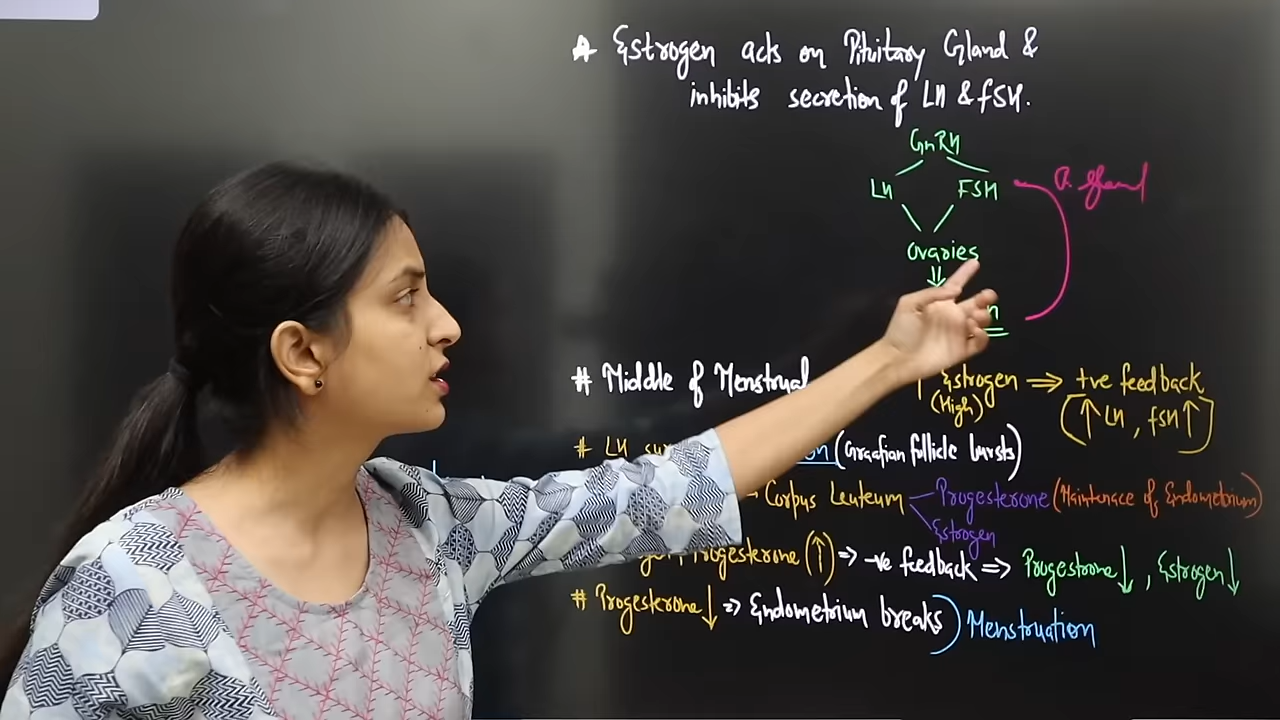 Estrogen acts on Pituitary Gland &
inhibits secretion of LH & FSH.
GnRH
LH FSH
Ovaries
# Middle of Menstrual
Estrogen ⇒ +ve feedback
(High) (↑ LH, FSH ↑)
# LH (Graafian follicle bursts)
Corpus Leuteum - Progesterone (Maintenace of Endometrium)
Estrogen
Progesterone (↑) ⇒ -ve feedback ⇒ Progestrone ↓, Estrogen ↓
# Progesterone ↓ ⇒ Endometrium breaks) Menstruation